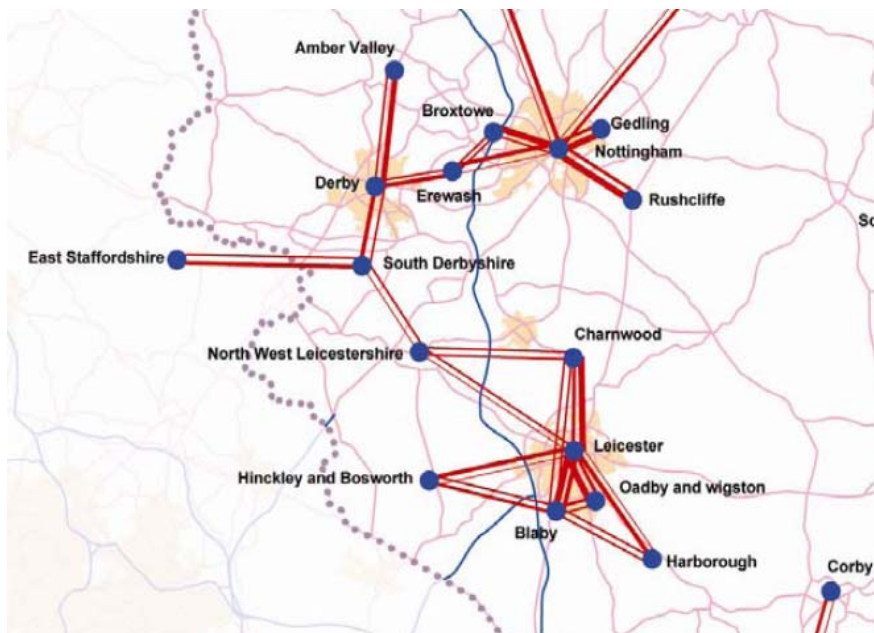 Amber Valley
Broxtowe
Gedling
Nottingham
Derby
Erewash
Rushcliffe
East Staffordshire
South Derbyshire
Charnwood
North West Leicestershire
Leicester
Hinckley and Bosworth
Oadby and wigston
Blaby
Harborough
Corby